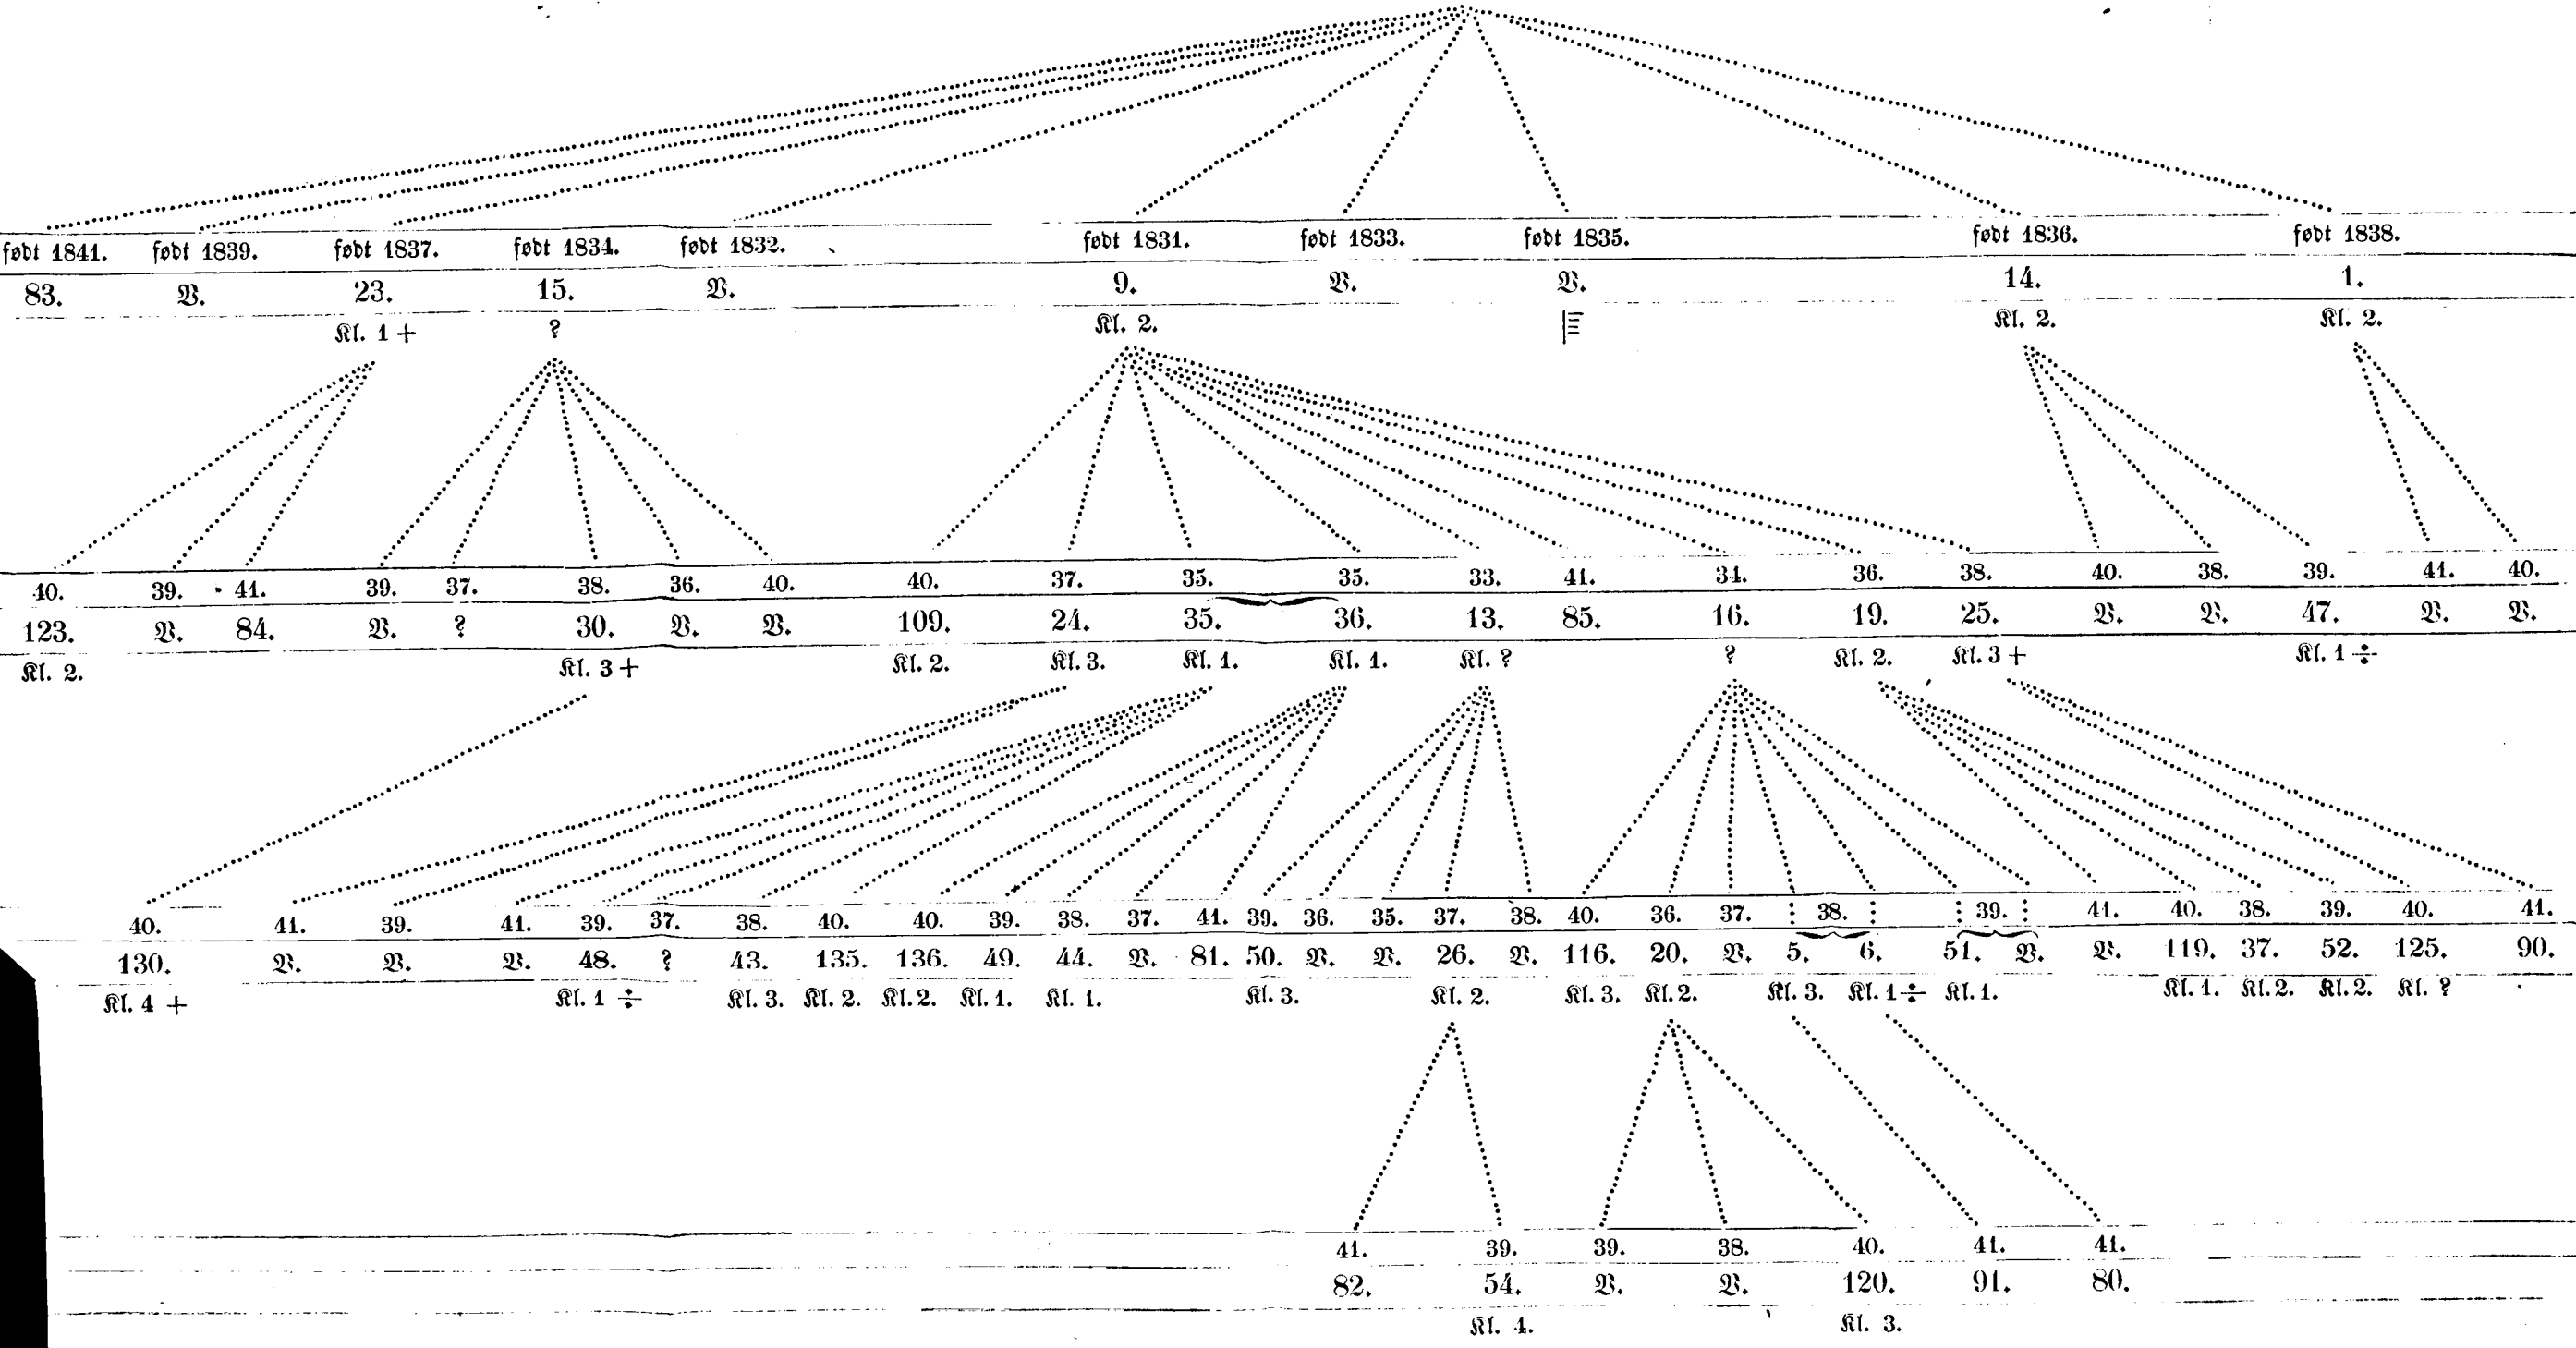 født 1841. født 1839. født 1837. født 1834. født 1832. født 1831. født 1833. født 1835. født 1836. født 1838.
83. V. 23. 15. V. 9. V. V. 14. 1.
Kl. 1 + ? Kl. 2. Kl. 2. Kl. 2.
40. 39. 41. 39. 37. 38. 36. 40. 40. 37. 35. 35. 33. 41. 34. 36. 38. 40. 38. 39. 41. 40.
123. V. 84. V. ? 30. V. V. 109. 24. 35. 36. 13. 85. 16. 19. 25. V. V. 47. V. V.
Kl. 2. Kl. 3 + Kl. 2. Kl. 3. Kl. 1. Kl. 1. Kl. ? ? Kl. 2. Kl. 3 + Kl. 1 ÷
40. 41. 39. 41. 39. 37. 38. 40. 40. 39. 38. 37. 41. 39. 36. 35. 37. 38. 40. 36. 37. 38. 39. 41. 40. 38. 39. 40. 41.
130. V. V. V. 48. ? 43. 135. 136. 49. 44. V. 81. 50. V. V. 26. V. 116. 20. V. 5. 6. 51. V. V. 119. 37. 52. 125. 90.
Kl. 4 + Kl. 1 ÷ Kl. 3. Kl. 2. Kl. 2. Kl. 1. Kl. 1. Kl. 3. Kl. 2. Kl. 3. Kl. 2. Kl. 3. Kl. 1 ÷ Kl. 1. Kl. 1. Kl. 2. Kl. 2. Kl. ?
41. 39. 39. 38. 40. 41. 41.
82. 54. V. V. 120. 91. 80.
Kl. 4. Kl. 3.